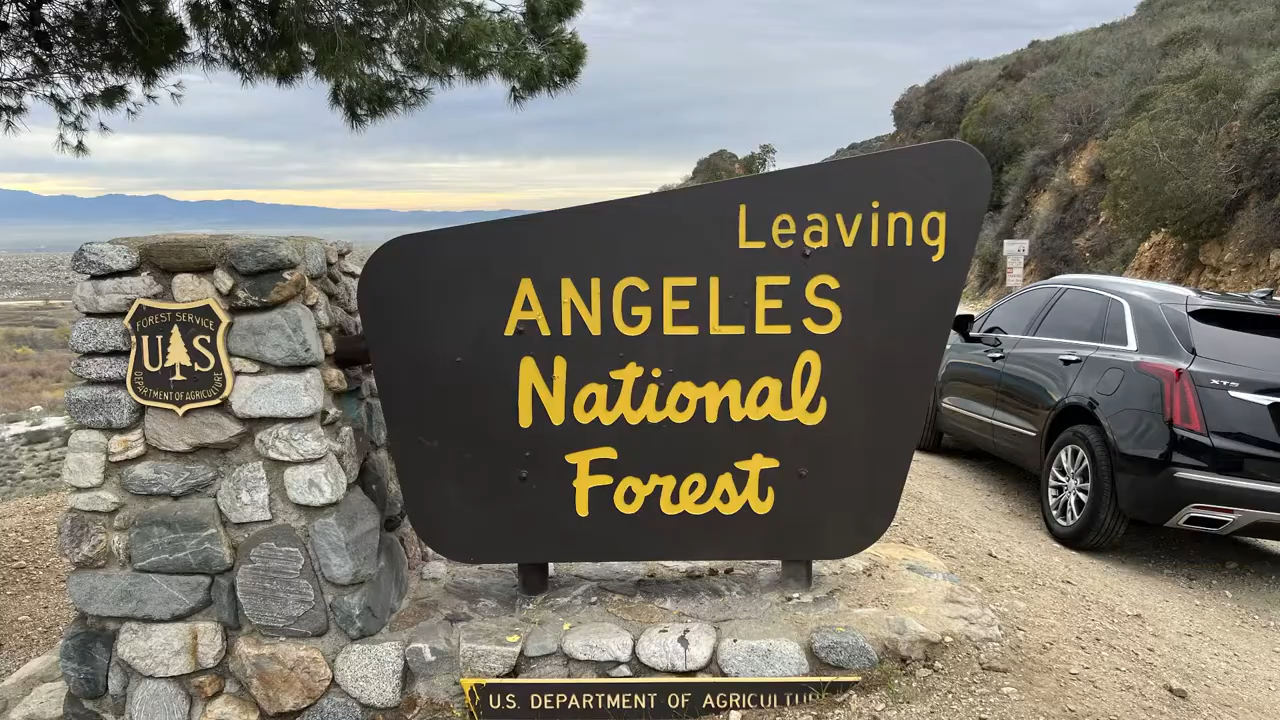 Leaving
ANGELES
National
Forest
FOREST SERVICE
U S
DEPARTMENT OF AGRICULTURE
XT5
U.S. DEPARTMENT OF AGRICULTURE